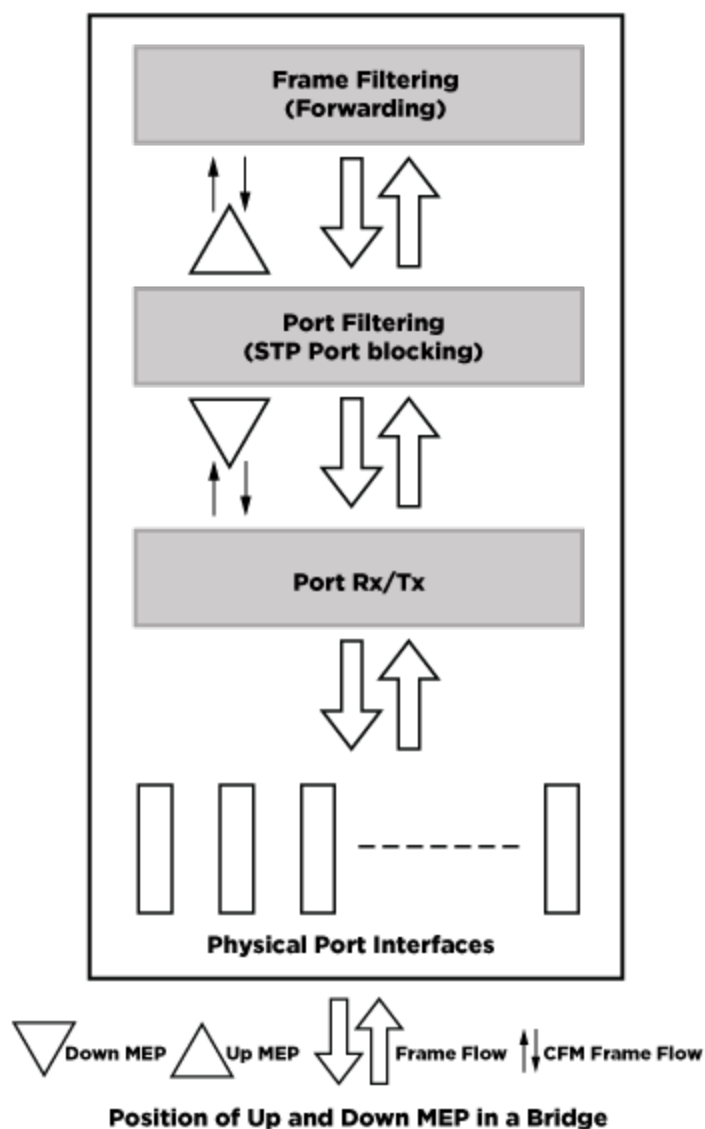 Frame Filtering
(Forwarding)
Port Filtering
(STP Port blocking)
Port Rx/Tx
Physical Port Interfaces
Down MEP Up MEP Frame Flow CFM Frame Flow
Position of Up and Down MEP in a Bridge